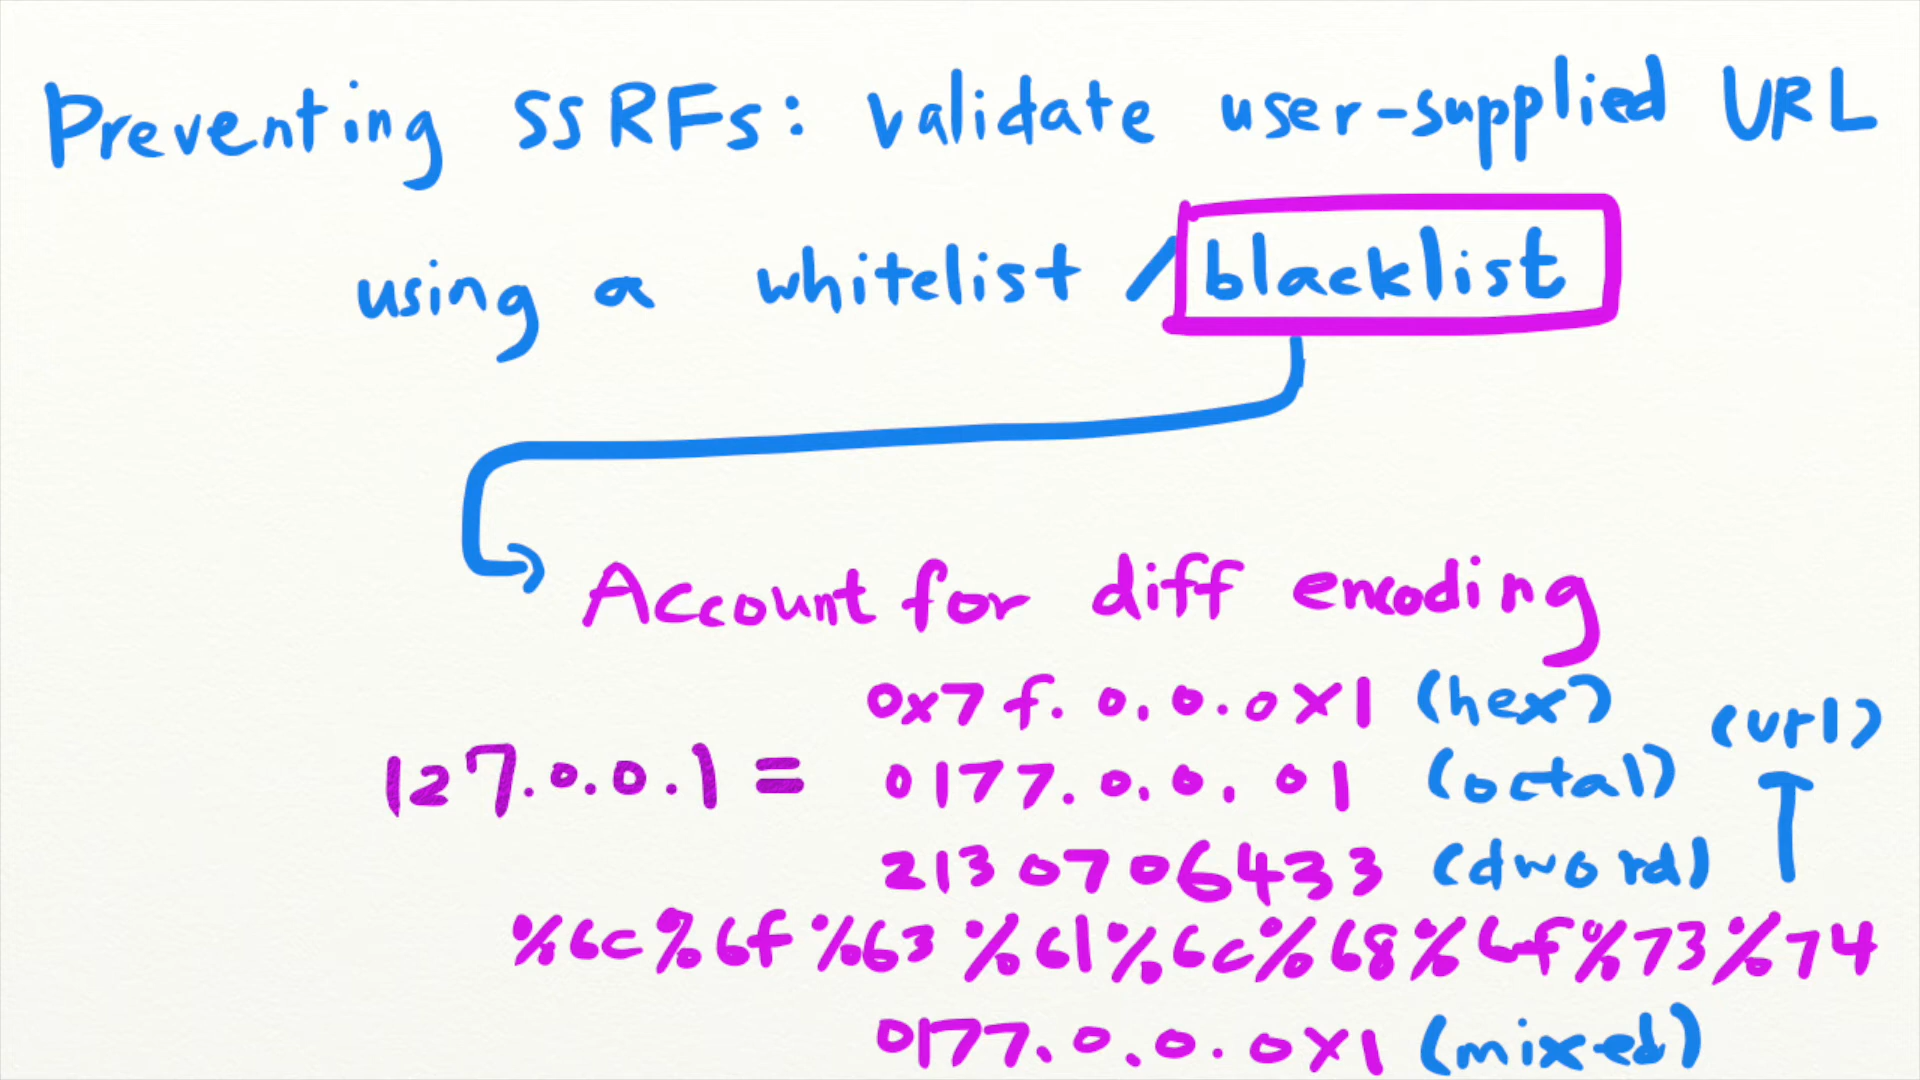 Preventing SSRFs: Validate user-supplied URL
using a whitelist / blacklist
Account for diff encoding
0x7f.0.0.0x1 (hex)
(url)
127.0.0.1 = 0177.0.0.01 (octal)
2130706433 (dword)
%6c%6f%63%61%6c%68%6f%73%74
0177.0.0.0x1 (mixed)